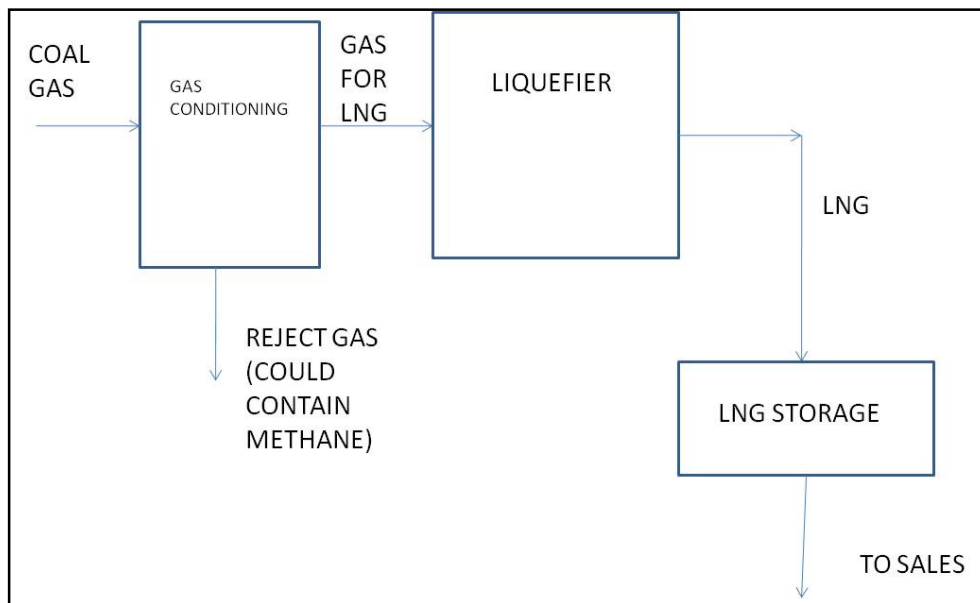 COAL
GAS
GAS
CONDITIONING
GAS
FOR
LNG
LIQUEFIER
LNG
REJECT GAS
(COULD
CONTAIN
METHANE)
LNG STORAGE
TO SALES